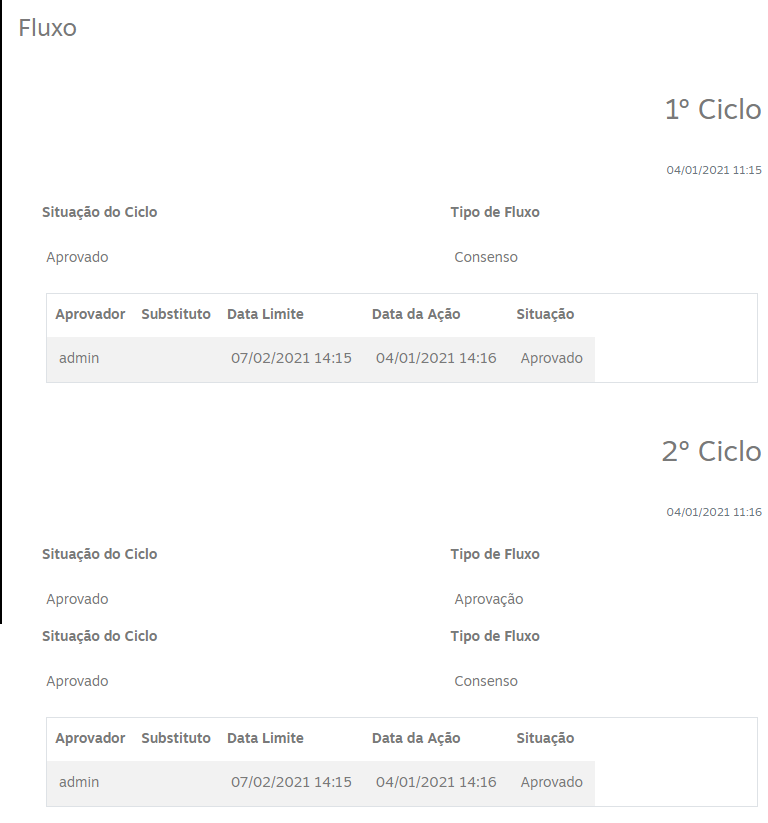 Fluxo
1º Ciclo
04/01/2021 11:15
Situação do Ciclo Tipo de Fluxo
Aprovado Consenso
Aprovador Substituto Data Limite Data da Ação Situação
admin 07/02/2021 14:15 04/01/2021 14:16 Aprovado
2º Ciclo
04/01/2021 11:16
Situação do Ciclo Tipo de Fluxo
Aprovado Aprovação
Situação do Ciclo Tipo de Fluxo
Aprovado Consenso
Aprovador Substituto Data Limite Data da Ação Situação
admin 07/02/2021 14:15 04/01/2021 14:16 Aprovado